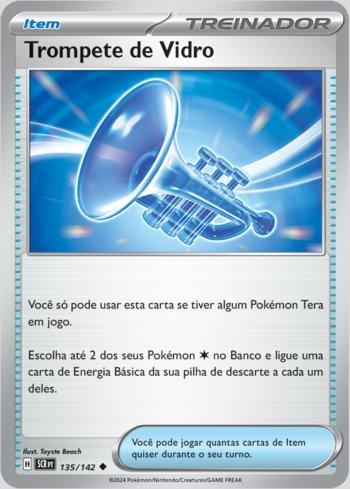 Item
TREINADOR
Trompete de Vidro
Você só pode usar esta carta se tiver algum Pokémon Tera
em jogo.
Escolha até 2 dos seus Pokémon ✶ no Banco e ligue uma
carta de Energia Básica da sua pilha de descarte a cada um
deles.
Ilust. Toyste Beach
H SCR PT 135/142 ◆
Você pode jogar quantas cartas de Item
quiser durante o seu turno.
©2024 Pokémon/Nintendo/Creatures/GAME FREAK